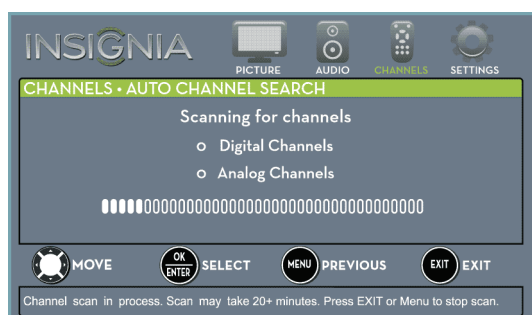 INSIGNIA
PICTURE AUDIO CHANNELS SETTINGS
CHANNELS • AUTO CHANNEL SEARCH
Scanning for channels
o Digital Channels
o Analog Channels
MOVE OK ENTER SELECT MENU PREVIOUS EXIT EXIT
Channel scan in process. Scan may take 20+ minutes. Press EXIT or Menu to stop scan.